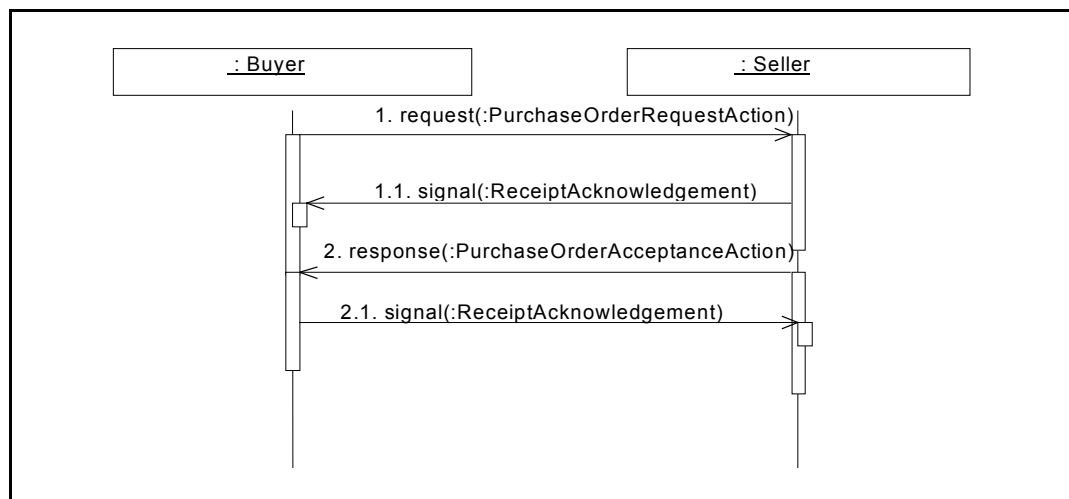 : Buyer
: Seller
1. request(:PurchaseOrderRequestAction)
1.1. signal(:ReceiptAcknowledgement)
2. response(:PurchaseOrderAcceptanceAction)
2.1. signal(:ReceiptAcknowledgement)